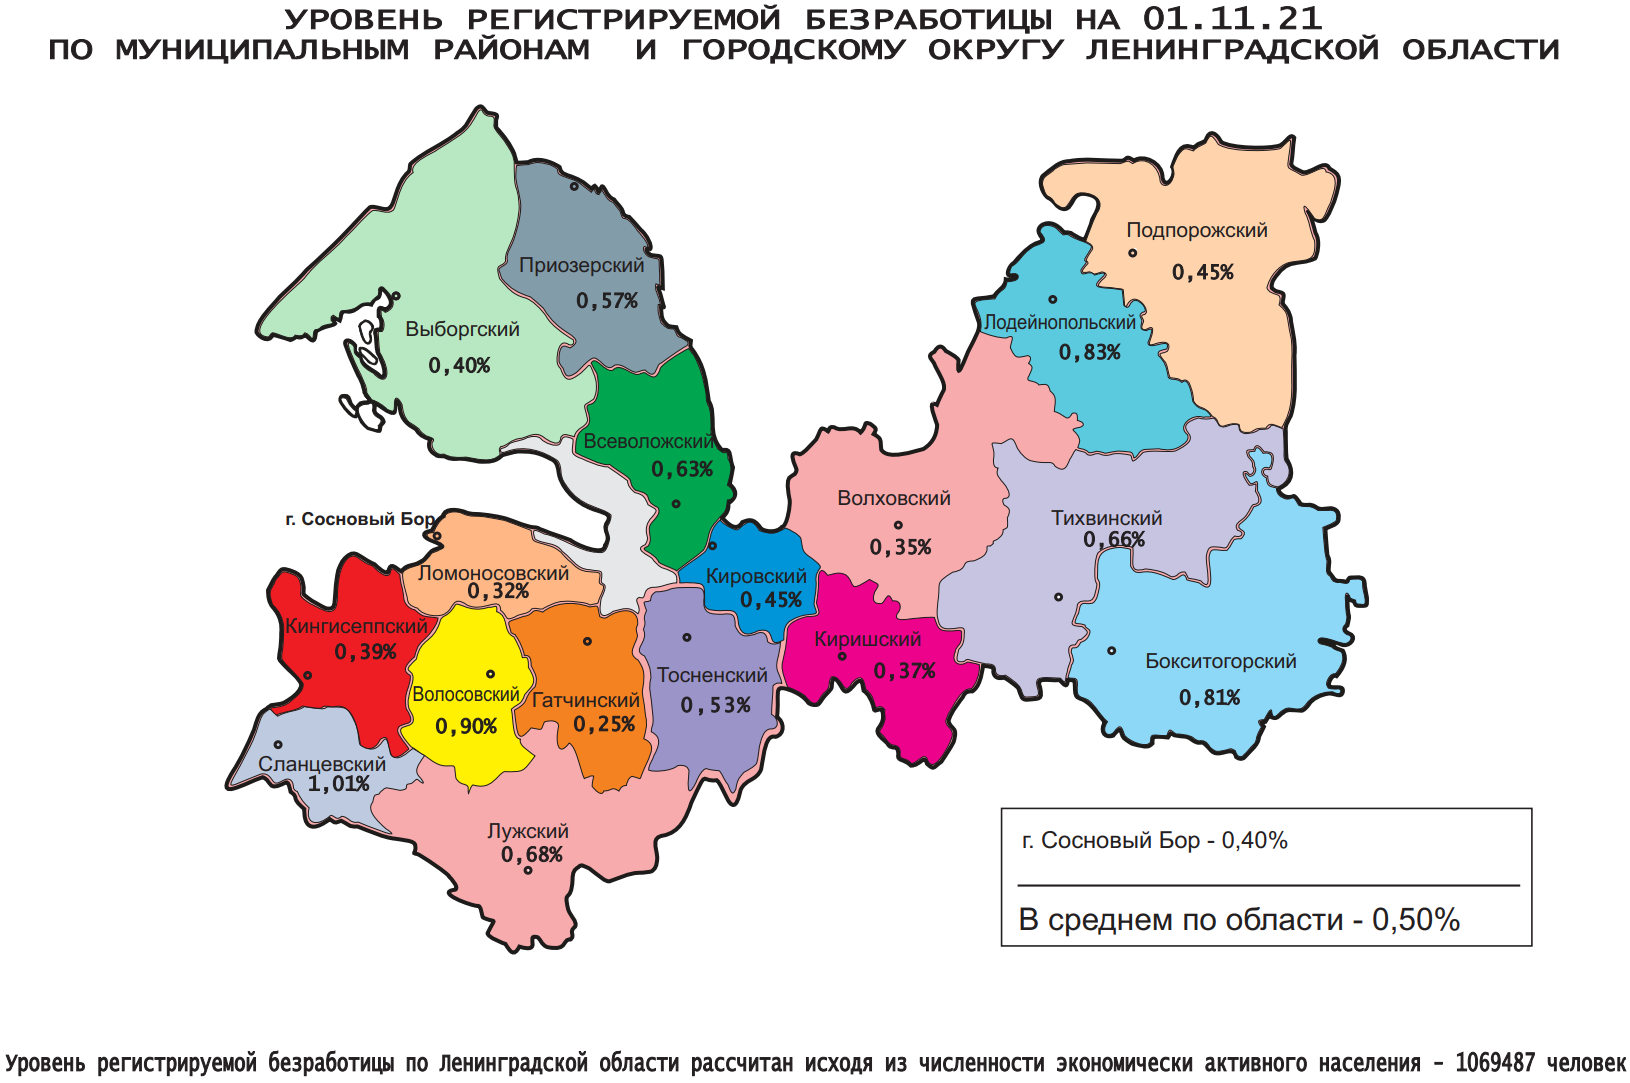 УРОВЕНЬ РЕГИСТРИРУЕМОЙ БЕЗРАБОТИЦЫ НА 01.11.21
ПО МУНИЦИПАЛЬНЫМ РАЙОНАМ И ГОРОДСКОМУ ОКРУГУ ЛЕНИНГРАДСКОЙ ОБЛАСТИ
Подпорожский
0,45%
Приозерский
0,57%
Выборгский
0,40%
Лодейнопольский
0,83%
Всеволожский
0,63%
Волховский
0,35%
Тихвинский
0,66%
г. Сосновый Бор
Ломоносовский
0,32%
Кировский
0,45%
Кингисеппский
0,39%
Киришский
0,37%
Бокситогорский
0,81%
Волосовский
0,90%
Гатчинский
0,25%
Тосненский
0,53%
Сланцевский
1,01%
Лужский
0,68%
г. Сосновый Бор - 0,40%
В среднем по области - 0,50%
Уровень регистрируемой безработицы по Ленинградской области рассчитан исходя из численности экономически активного населения – 1069487 человек